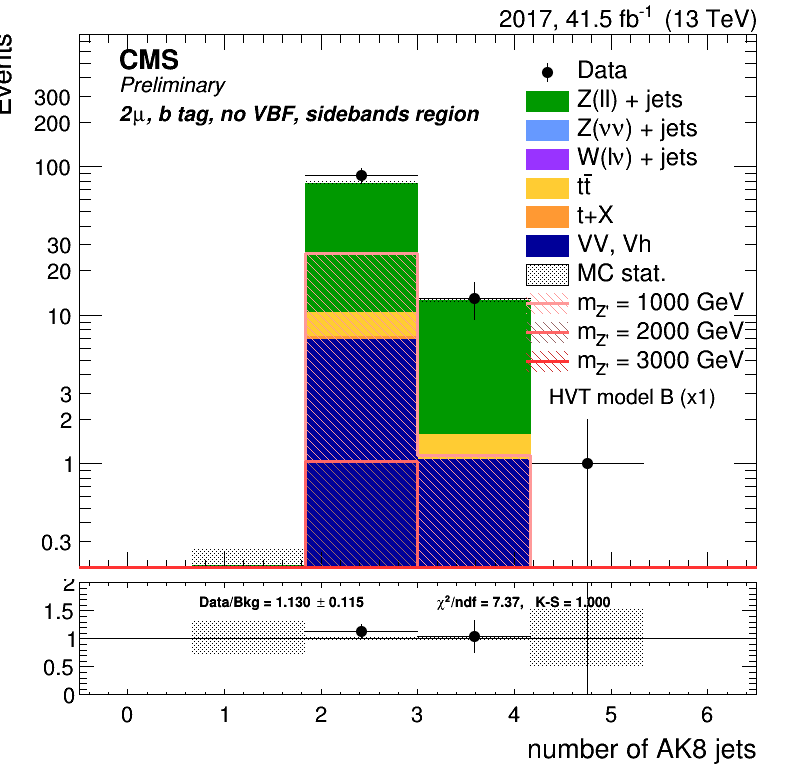 2017, 41.5 fb⁻¹ (13 TeV)
CMS
Preliminary
2μ, b tag, no VBF, sidebands region
Events
Data
Z(ll) + jets
Z(νν) + jets
W(lν) + jets
tt̄
t+X
VV, Vh
MC stat.
m_Z' = 1000 GeV
m_Z' = 2000 GeV
m_Z' = 3000 GeV
HVT model B (x1)
300
200
100
30
20
10
3
2
1
0.3
Data/Bkg = 1.130 ± 0.115
χ²/ndf = 7.37, K-S = 1.000
2
1.5
1
0.5
0
0 1 2 3 4 5 6
number of AK8 jets